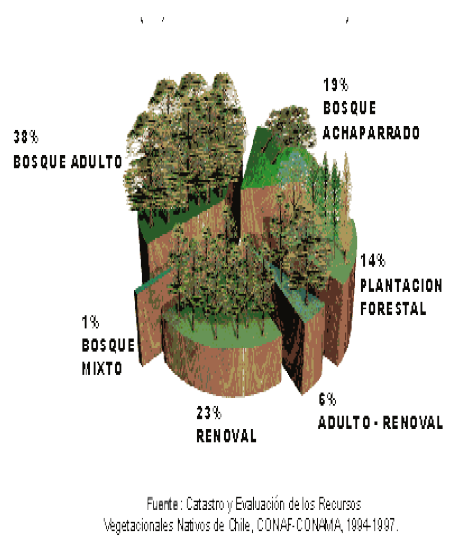 38%
BOSQUE ADULTO
19%
BOSQUE
ACHAPARRADO
14%
PLANTACION
FORESTAL
1%
BOSQUE
MIXTO
23%
RENOVAL
6%
ADULTO - RENOVAL
Fuente: Catastro y Evaluación de los Recursos
Vegetacionales Nativos de Chile, CONAF-CONAMA, 1994-1997.